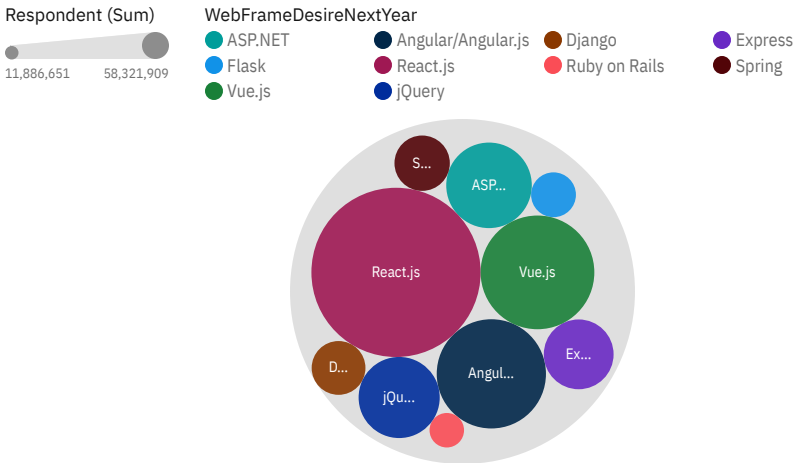 Respondent (Sum)
11,886,651 58,321,909
WebFrameDesireNextYear
ASP.NET Angular/Angular.js Django Express
Flask React.js Ruby on Rails Spring
Vue.js jQuery
S...
ASP...
React.js Vue.js
Ex...
D...
Angul...
jQu...